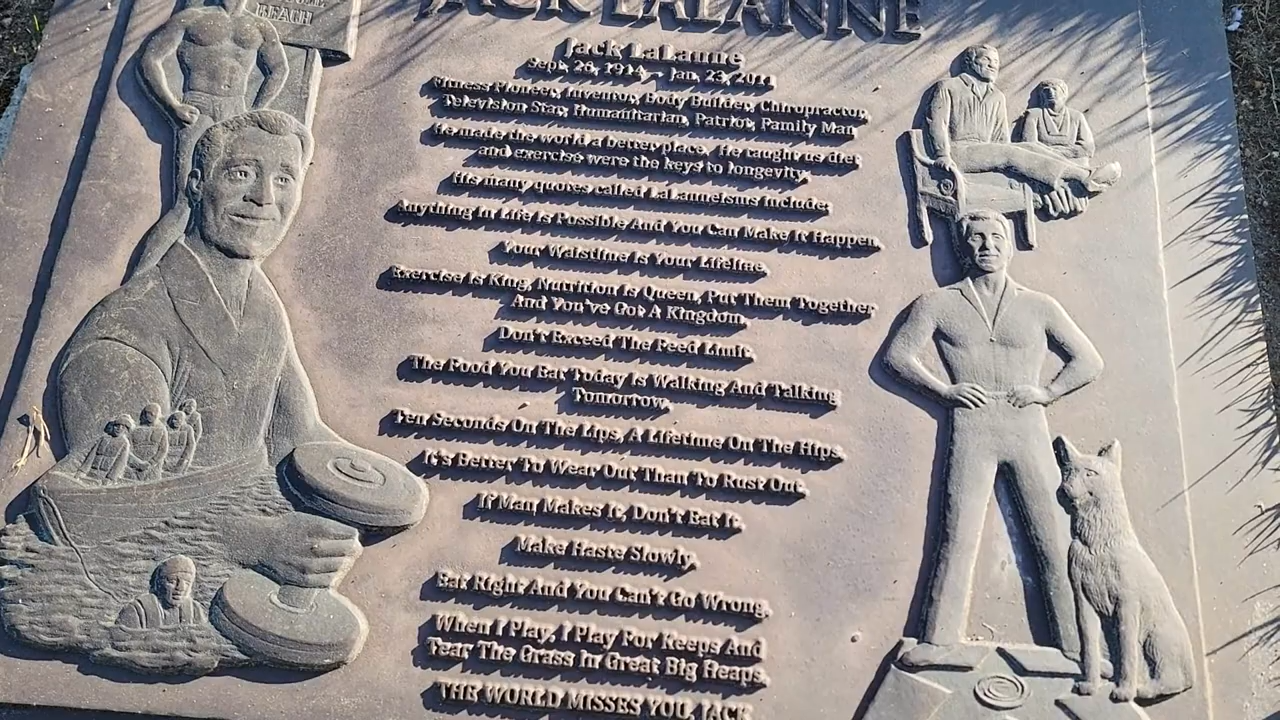 BEACH
JACK LALANNE
Jack LaLanne
Sept. 26, 1914 - Jan. 23, 2011
Fitness Pioneer, Inventor, Body Builder, Chiropractor,
Television Star, Humanitarian, Patriot, Family Man.
He made the world a better place. He taught us diet
and exercise were the keys to longevity.
His many quotes called LaLanneisms include:
Anything In Life Is Possible And You Can Make It Happen.
Your Waistline Is Your Lifeline.
Exercise Is King, Nutrition Is Queen, Put Them Together
And You've Got A Kingdom.
Don't Exceed The Feed Limit.
The Food You Eat Today Is Walking And Talking
Tomorrow.
Ten Seconds On The Lips, A Lifetime On The Hips.
It's Better To Wear Out Than To Rust Out.
If Man Makes It, Don't Eat It.
Make Haste Slowly.
Eat Right And You Can't Go Wrong.
When I Play, I Play For Keeps And
Tear The Grass In Great Big Heaps.
THE WORLD MISSES YOU, JACK